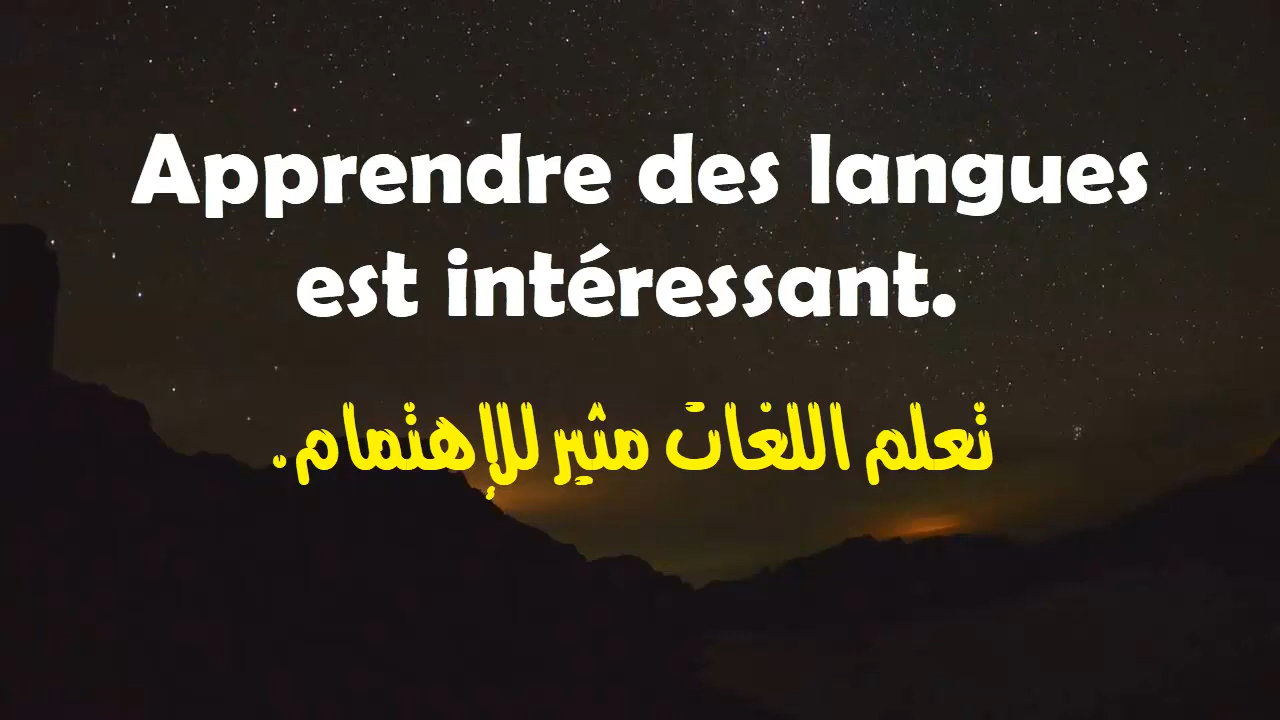 Apprendre des langues
est intéressant.
تعلم اللغات مثير للإهتمام.